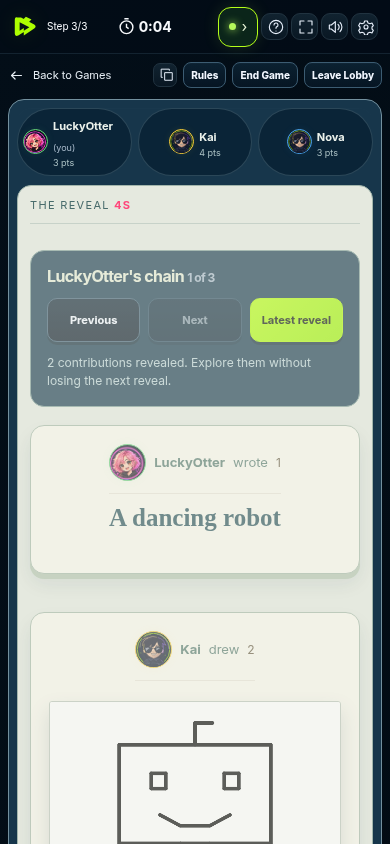 Step 3/3
0:04
Back to Games
Rules
End Game
Leave Lobby
LuckyOtter
(you)
3 pts
Kai
4 pts
Nova
3 pts
THE REVEAL 4S
LuckyOtter's chain 1 of 3
Previous
Next
Latest reveal
2 contributions revealed. Explore them without
losing the next reveal.
LuckyOtter wrote 1
A dancing robot
Kai drew 2